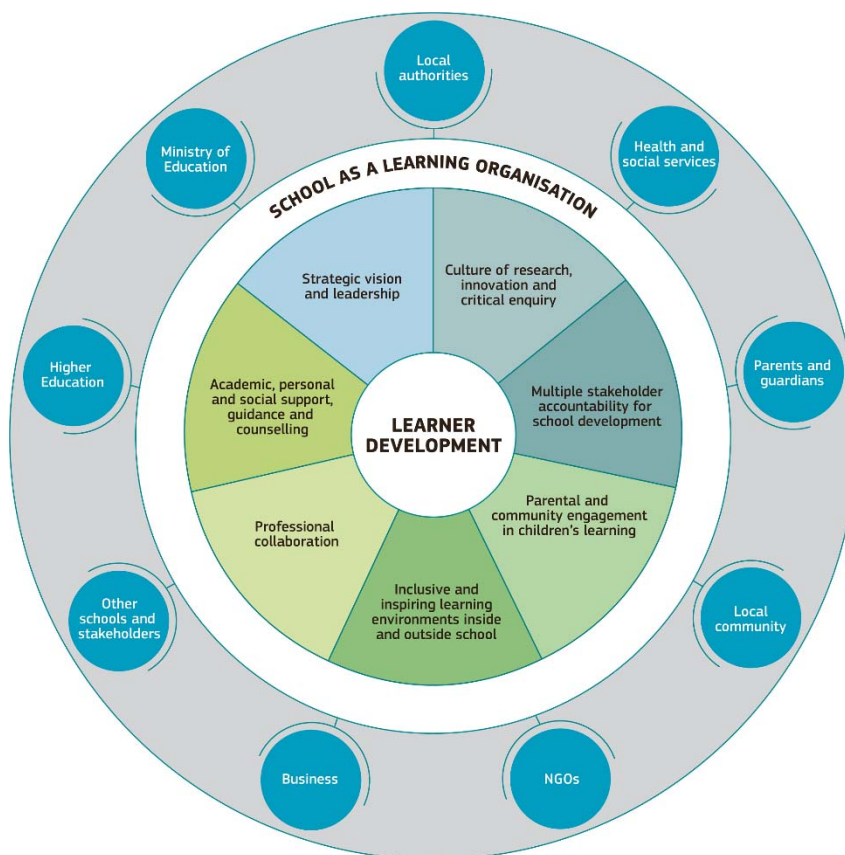 Local
authorities
Health and
social services
Parents and
guardians
Local
community
NGOs
Business
Other
schools and
stakeholders
Higher
Education
Ministry of
Education
SCHOOL AS A LEARNING ORGANISATION
Strategic vision
and leadership
Culture of research,
innovation and
critical enquiry
Multiple stakeholder
accountability for
school development
Parental and
community engagement
in children's learning
Inclusive and
inspiring learning
environments inside
and outside school
Professional
collaboration
Academic, personal
and social support,
guidance and
counselling
LEARNER
DEVELOPMENT